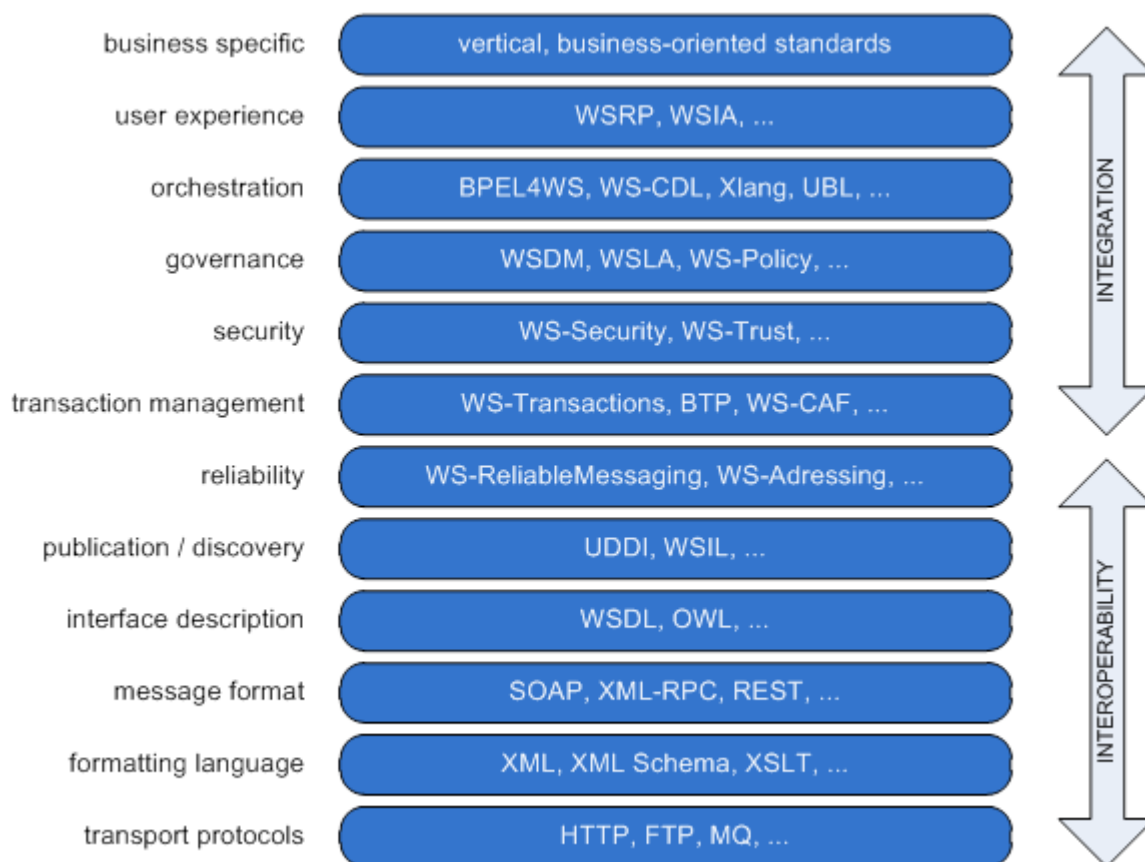 business specific
vertical, business-oriented standards
user experience
WSRP, WSIA, ...
orchestration
BPEL4WS, WS-CDL, Xlang, UBL, ...
governance
WSDM, WSLA, WS-Policy, ...
security
WS-Security, WS-Trust, ...
transaction management
WS-Transactions, BTP, WS-CAF, ...
INTEGRATION
reliability
WS-ReliableMessaging, WS-Adressing, ...
publication / discovery
UDDI, WSIL, ...
interface description
WSDL, OWL, ...
message format
SOAP, XML-RPC, REST, ...
formatting language
XML, XML Schema, XSLT, ...
transport protocols
HTTP, FTP, MQ, ...
INTEROPERABILITY